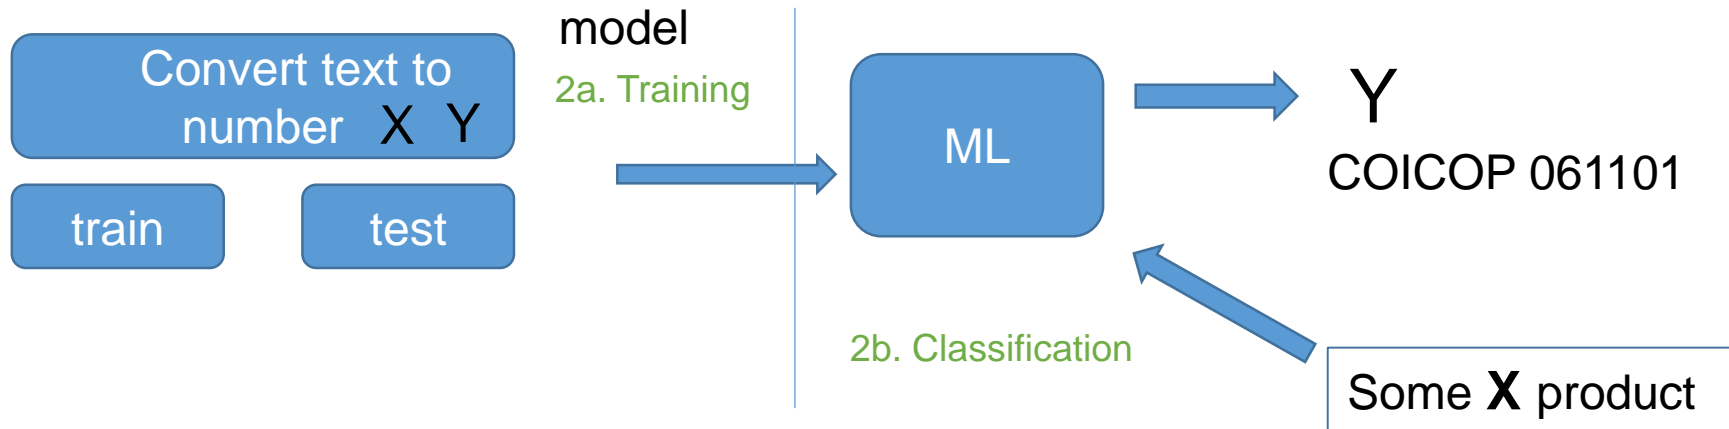 Convert text to
number X Y
train
test
model
2a. Training
ML
Y
COICOP 061101
2b. Classification
Some X product